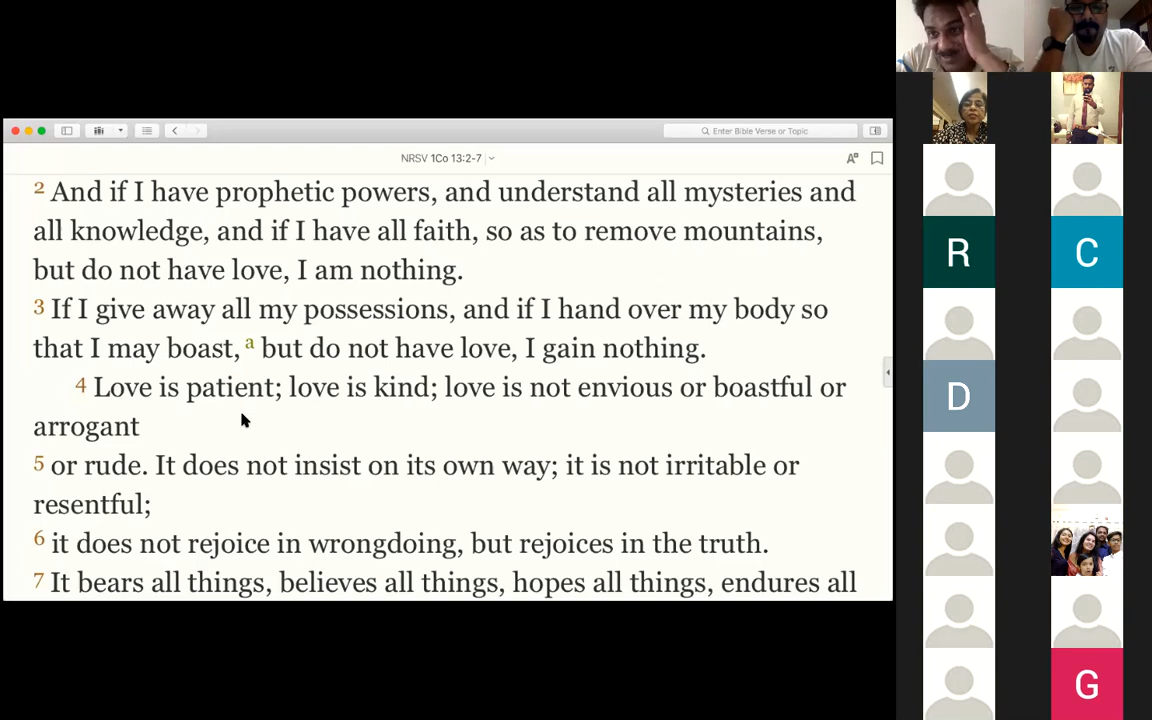 Enter Bible Verse or Topic
NRSV 1Co 13:2-7
2 And if I have prophetic powers, and understand all mysteries and
all knowledge, and if I have all faith, so as to remove mountains,
but do not have love, I am nothing.
3 If I give away all my possessions, and if I hand over my body so
that I may boast, a but do not have love, I gain nothing.
4 Love is patient; love is kind; love is not envious or boastful or
arrogant
5 or rude. It does not insist on its own way; it is not irritable or
resentful;
6 it does not rejoice in wrongdoing, but rejoices in the truth.
7 It bears all things, believes all things, hopes all things, endures all
R
C
D
G